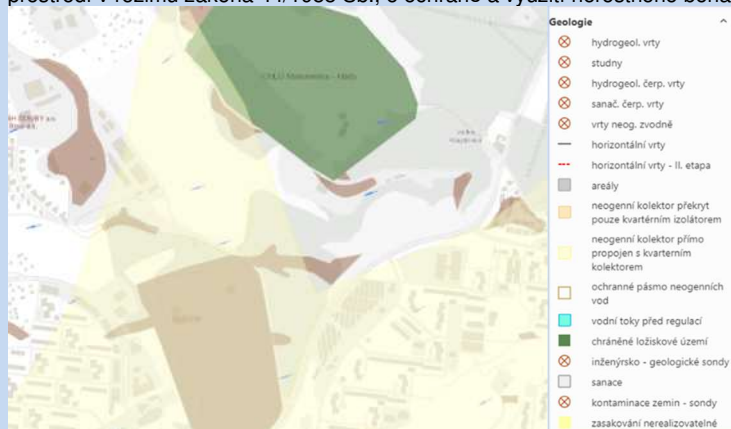 prostředí v režimu zákona 44/1988 Sb., o ochraně a využití nerostného boha
Geologie
hydrogeol. vrty
studny
hydrogeol. čerp. vrty
sanač. čerp. vrty
vrty neog. zvodně
horizontální vrty
horizontální vrty - II. etapa
areály
neogenní kolektor překryt
pouze kvartérním izolátorem
neogenní kolektor přímo
propojen s kvarterním
kolektorem
ochranné pásmo neogenních
vod
vodní toky před regulací
chráněné ložiskové území
inženýrsko - geologické sondy
sanace
kontaminace zemin - sondy
zasakování nerealizovatelné